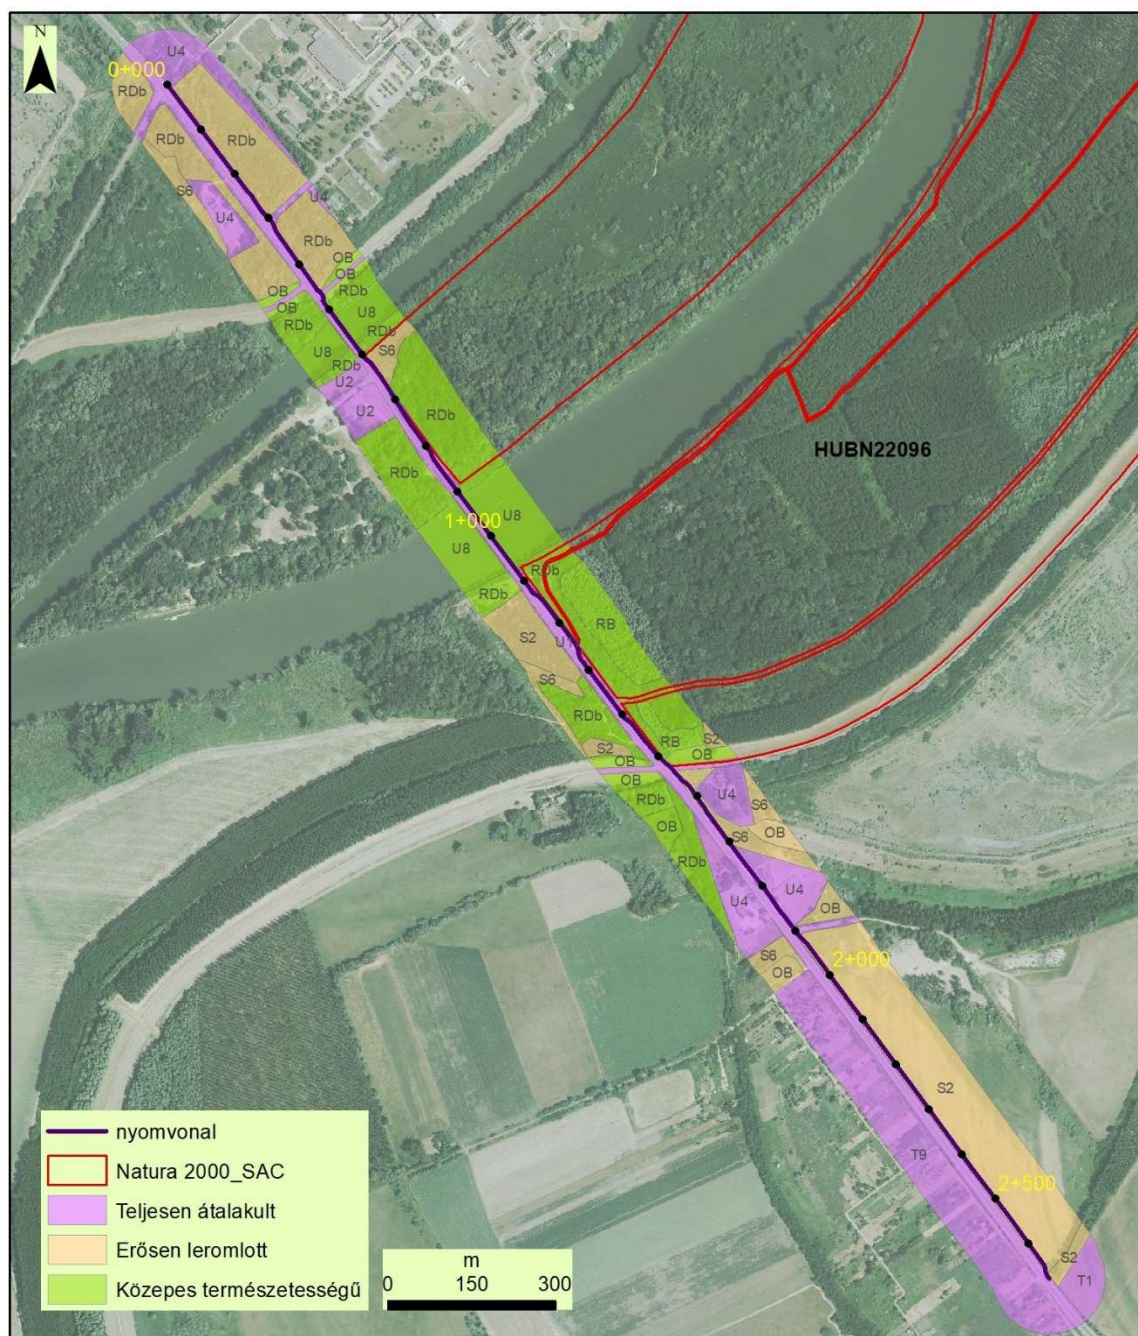 N
U4
0+000
RDb
RDb
RDb
S6
U4
U4
RDb
OB
OB
OB
OB
RDb
RDb
U8
U8
RDb
RDb
S6
U2
U2
RDb
RDb
HUBN22096
1+000
U8
U8
RDb
RDb
S2
RB
S6
RDb
S2
RB
S2
OB
OB
OB
RDb
U4
S6
OB
OB
S6
RDb
U4
U4
OB
S6
OB
2+000
S2
T9
2+500
S2
T1
nyomvonal
Natura 2000_SAC
Teljesen átalakult
Erősen leromlott
Közepes természetességű
m
0 150 300